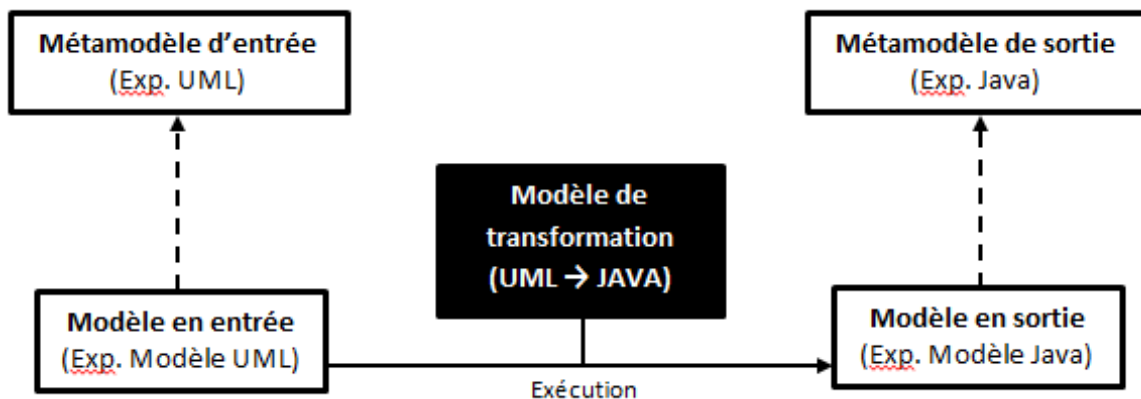 Métamodèle d'entrée
(Exp. UML)
Métamodèle de sortie
(Exp. Java)
Modèle de
transformation
(UML → JAVA)
Modèle en entrée
(Exp. Modèle UML)
Modèle en sortie
(Exp. Modèle Java)
Exécution